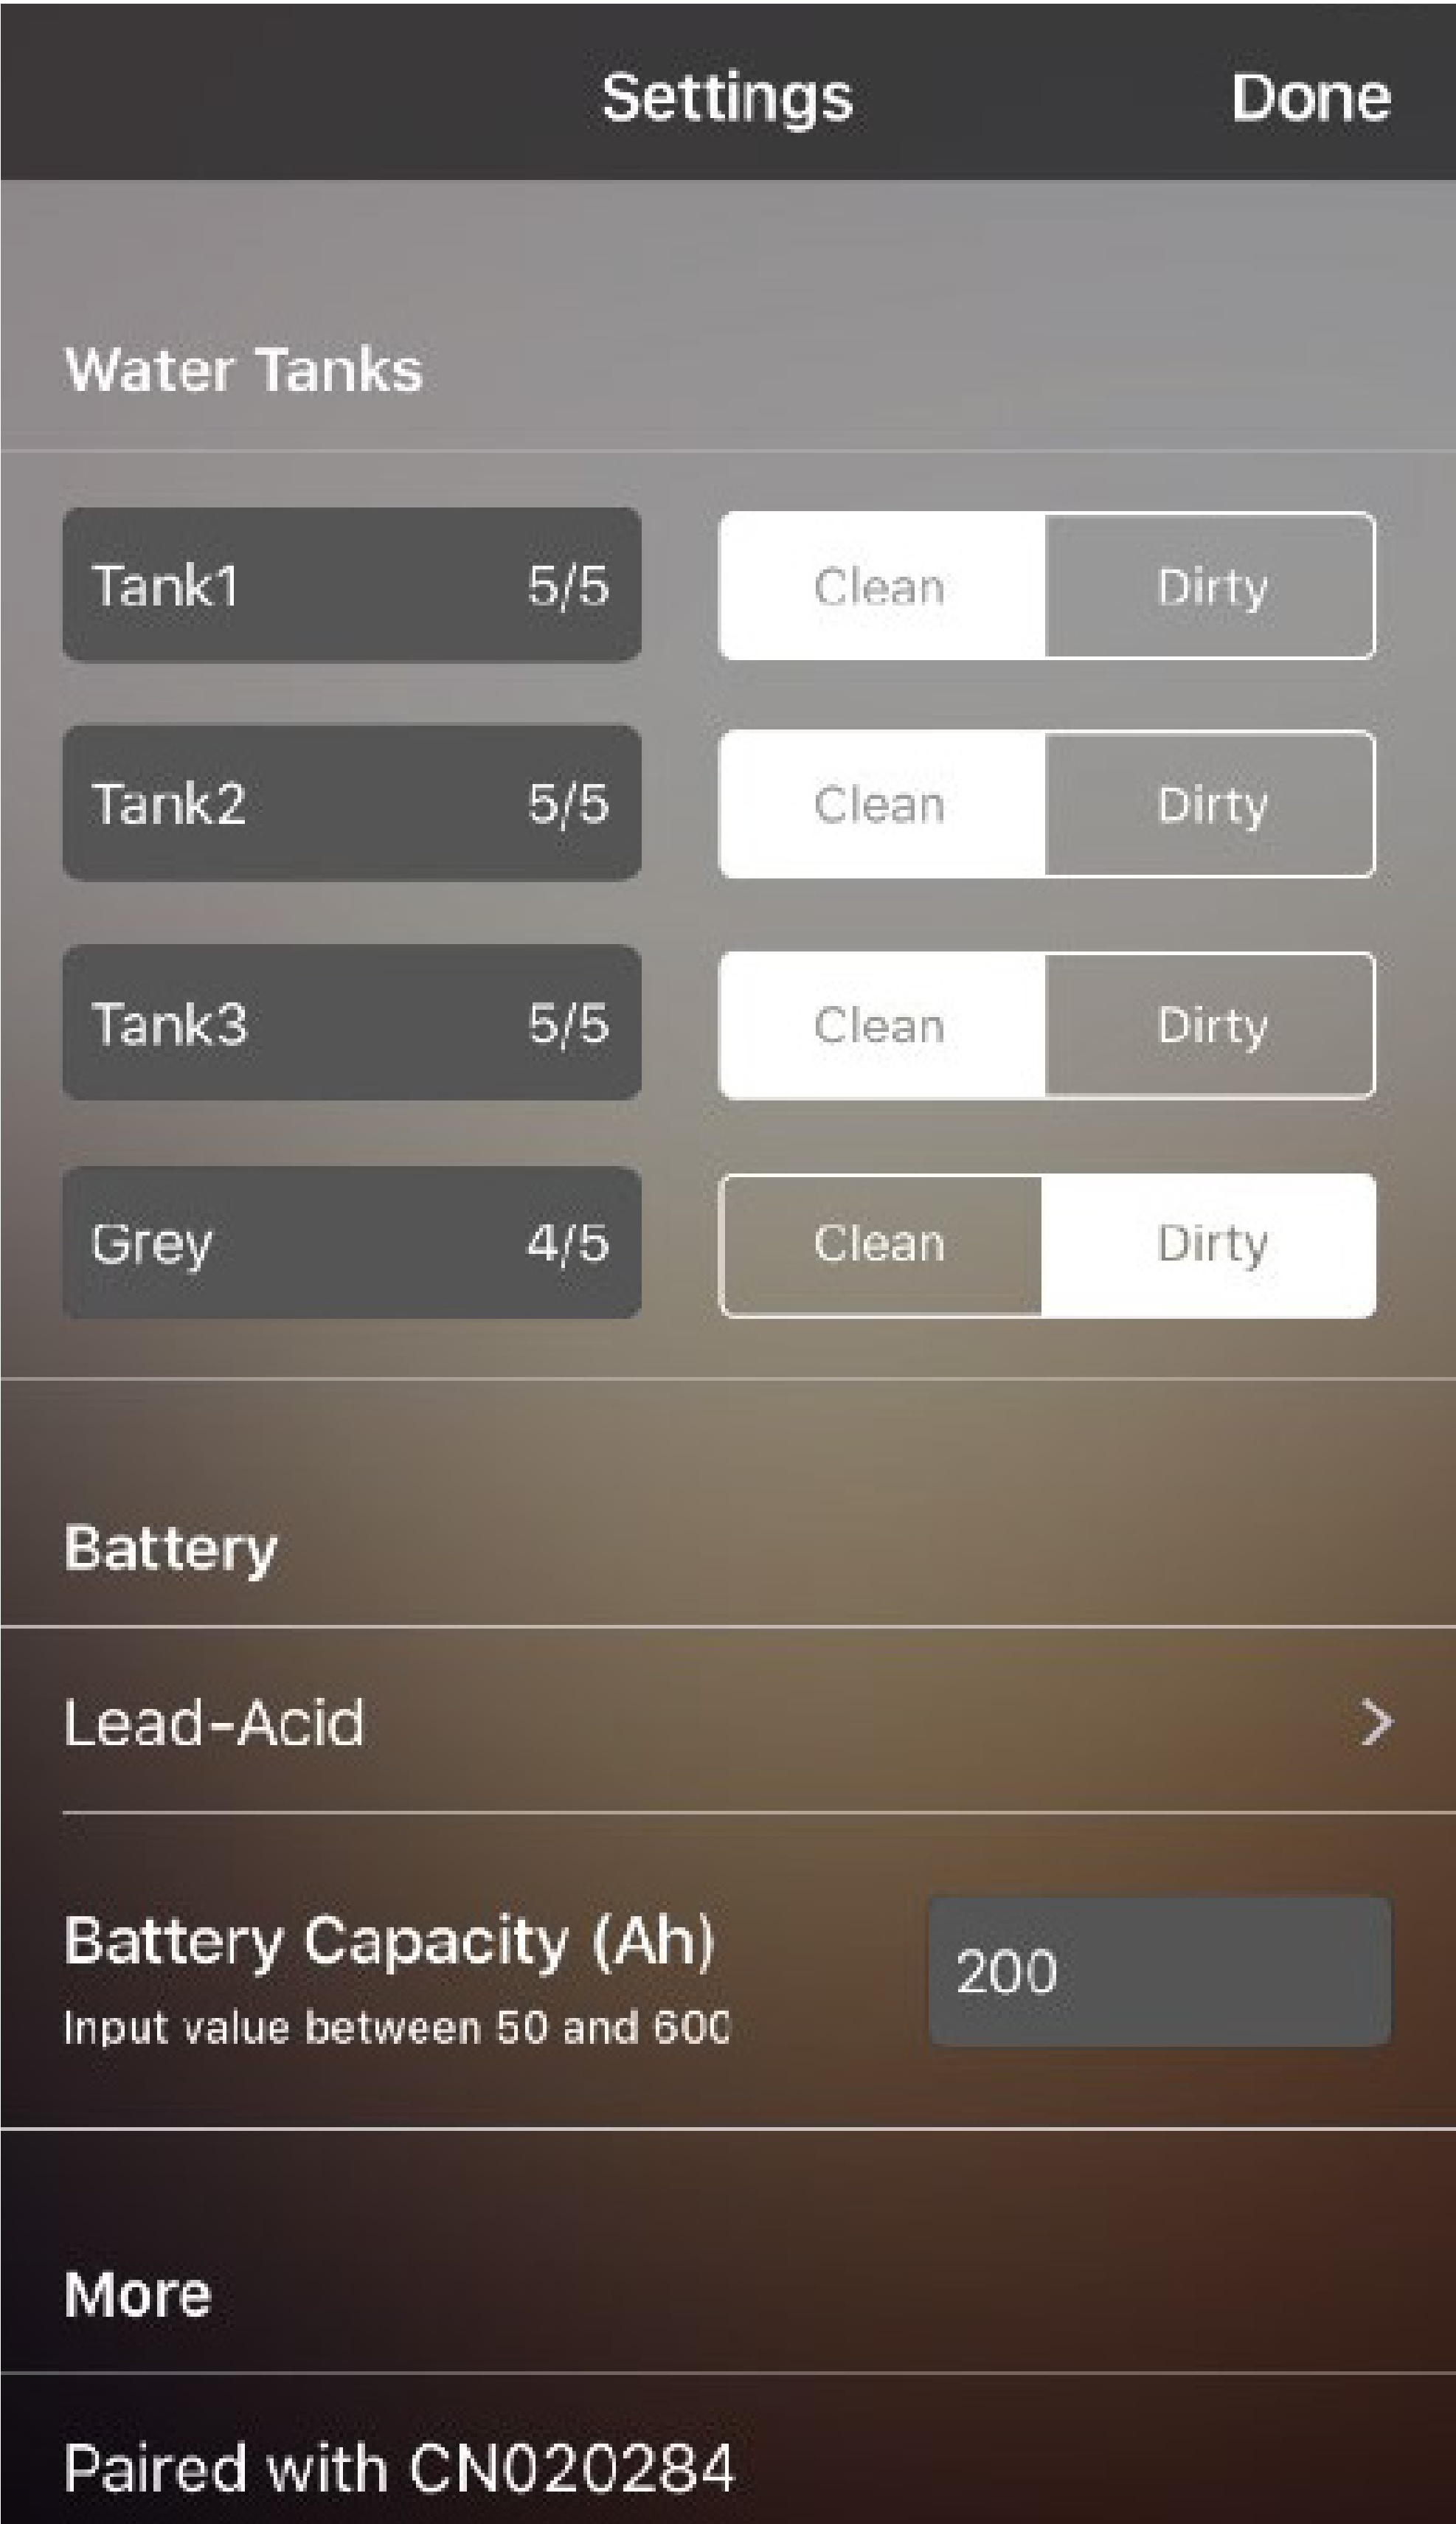 Settings Done
Water Tanks
Tank1 5/5 Clean Dirty
Tank2 5/5 Clean Dirty
Tank3 5/5 Clean Dirty
Grey 4/5 Clean Dirty
Battery
Lead-Acid >
Battery Capacity (Ah) 200
Input value between 50 and 600
More
Paired with CN020284